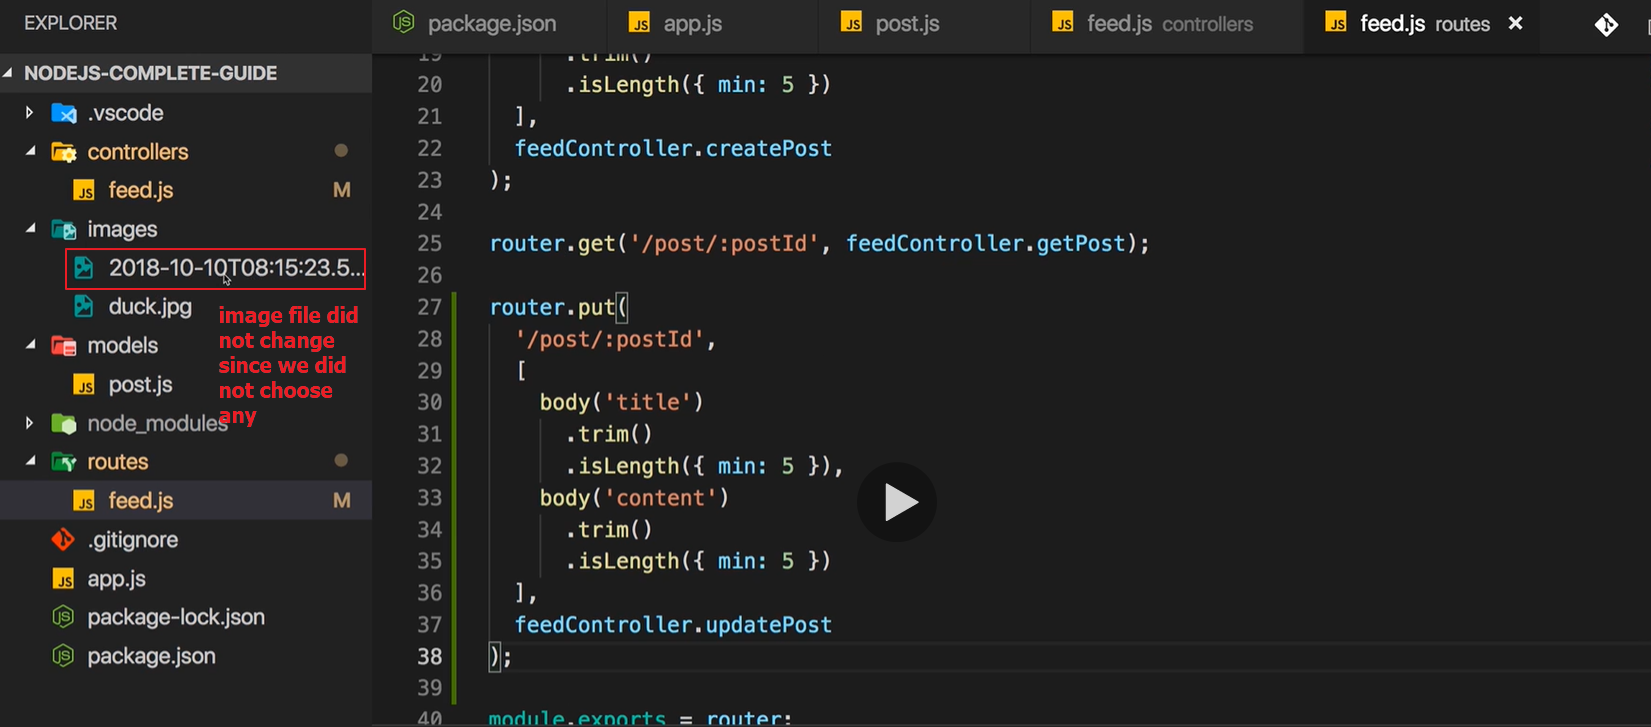 EXPLORER
package.json
app.js
post.js
feed.js controllers
feed.js routes
NODEJS-COMPLETE-GUIDE
.vscode
controllers
feed.js M
images
2018-10-10T08:15:23.5...
duck.jpg
models
post.js
node_modules
routes
feed.js M
.gitignore
app.js
package-lock.json
package.json
image file did
not change
since we did
not choose
any
19 .trim()
20 .isLength({ min: 5 })
21 ],
22 feedController.createPost
23 );
24
25 router.get('/post/:postId', feedController.getPost);
26
27 router.put(
28 '/post/:postId',
29 [
30 body('title')
31 .trim()
32 .isLength({ min: 5 }),
33 body('content')
34 .trim()
35 .isLength({ min: 5 })
36 ],
37 feedController.updatePost
38 );
39
40 module.exports = router;